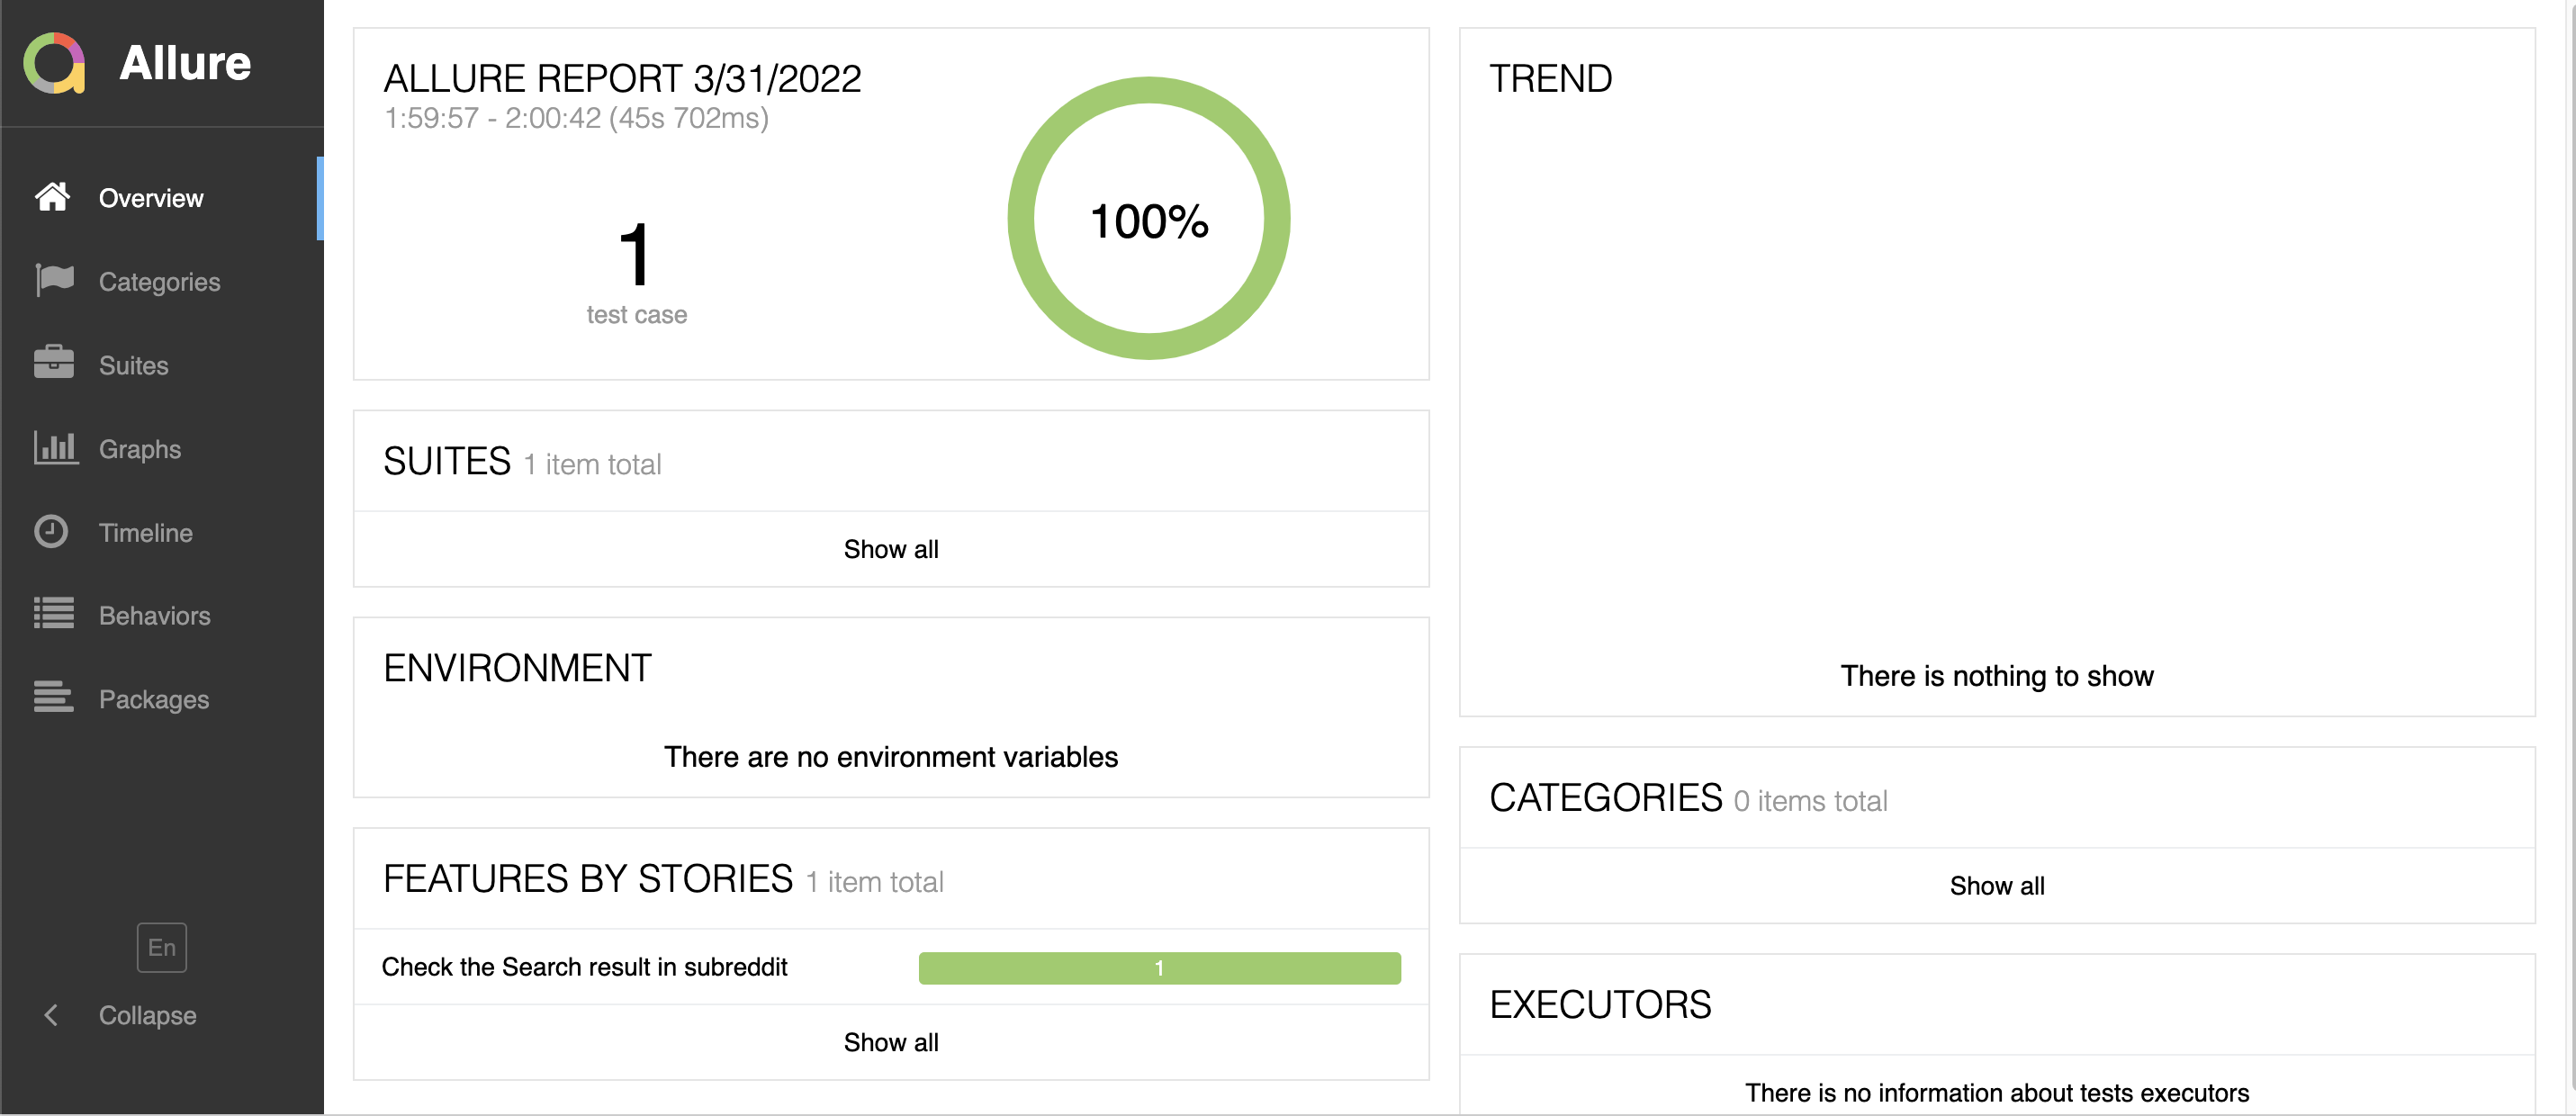 Allure
Overview
Categories
Suites
Graphs
Timeline
Behaviors
Packages
En
Collapse
ALLURE REPORT 3/31/2022
1:59:57 - 2:00:42 (45s 702ms)
1
test case
100%
SUITES 1 item total
Show all
ENVIRONMENT
There are no environment variables
FEATURES BY STORIES 1 item total
Check the Search result in subreddit 1
Show all
TREND
There is nothing to show
CATEGORIES 0 items total
Show all
EXECUTORS
There is no information about tests executors